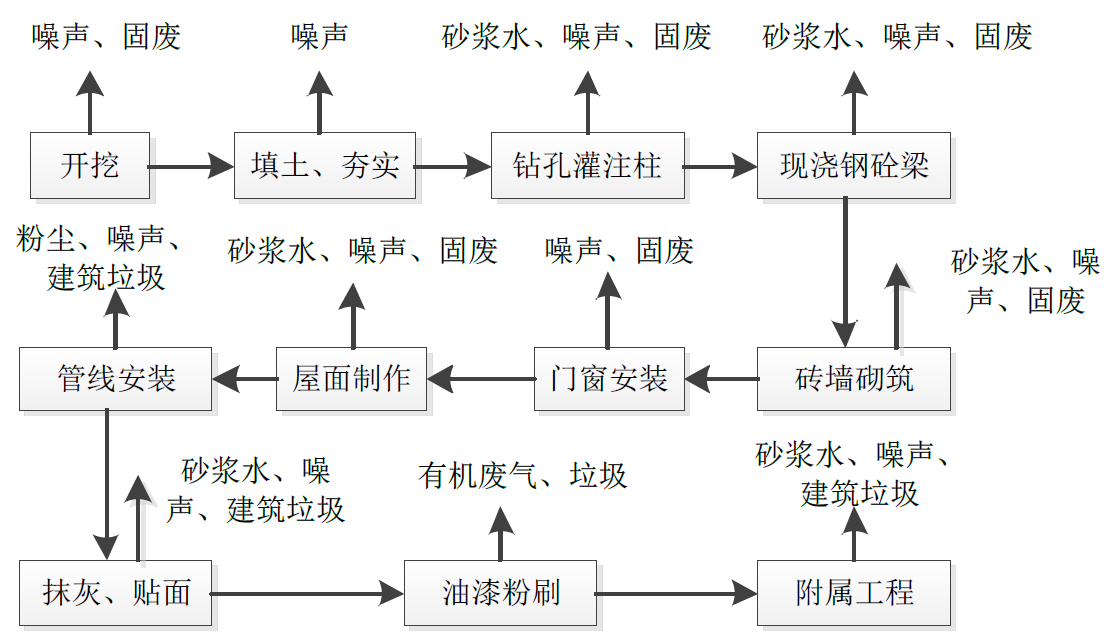 噪声、固废
噪声
砂浆水、噪声、固废
砂浆水、噪声、固废
开挖
填土、夯实
钻孔灌注柱
现浇钢砼梁
粉尘、噪声、
建筑垃圾
砂浆水、噪声、固废
噪声、固废
砂浆水、噪
声、固废
管线安装
屋面制作
门窗安装
砖墙砌筑
砂浆水、噪
声、建筑垃圾
有机废气、垃圾
砂浆水、噪声、
建筑垃圾
抹灰、贴面
油漆粉刷
附属工程